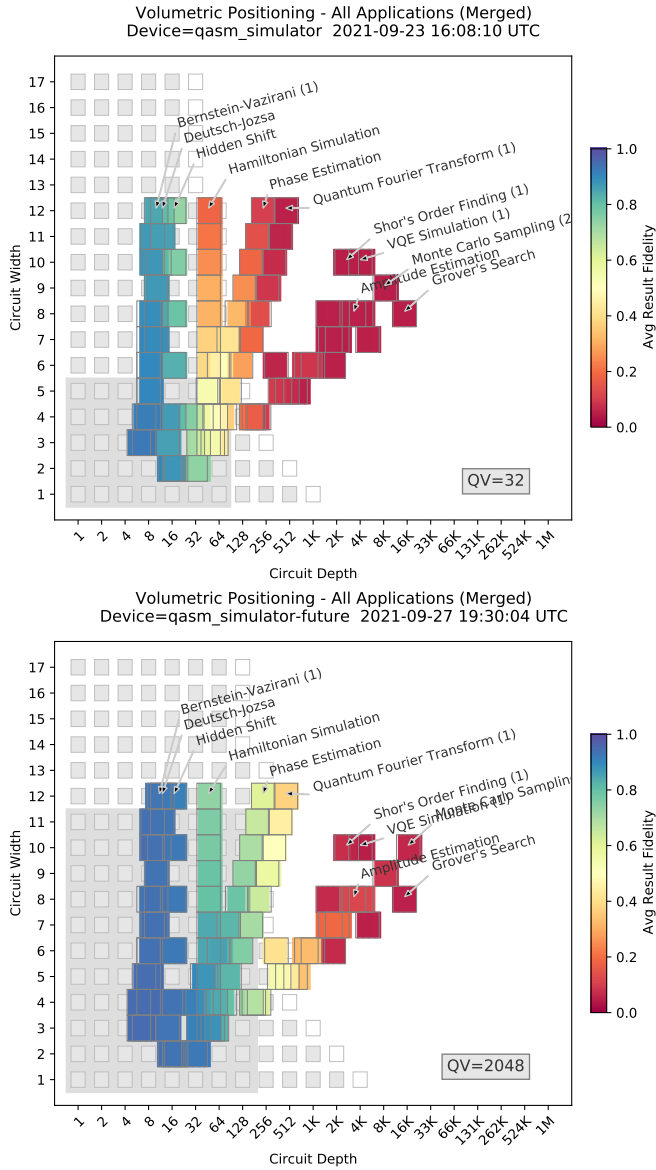 Volumetric Positioning - All Applications (Merged)
Device=qasm_simulator  2021-09-23 16:08:10 UTC
Circuit Width
17
16
15
14
13
12
11
10
9
8
7
6
5
4
3
2
1
Bernstein-Vazirani (1)
Deutsch-Jozsa
Hidden Shift
Hamiltonian Simulation
Phase Estimation
Quantum Fourier Transform (1)
Shor's Order Finding (1)
VQE Simulation (1)
Monte Carlo Sampling (2
Amplitude Estimation
Grover's Search
QV=32
1 2 4 8 16 32 64 128 256 512 1K 2K 4K 8K 16K 33K 66K 131K 262K 524K 1M
Circuit Depth
1.0
0.8
0.6
0.4
0.2
0.0
Avg Result Fidelity
Volumetric Positioning - All Applications (Merged)
Device=qasm_simulator-future  2021-09-27 19:30:04 UTC
Circuit Width
17
16
15
14
13
12
11
10
9
8
7
6
5
4
3
2
1
Bernstein-Vazirani (1)
Deutsch-Jozsa
Hidden Shift
Hamiltonian Simulation
Phase Estimation
Quantum Fourier Transform (1)
Shor's Order Finding (1)
VQE Simulation (1)
Monte Carlo Samplin
Amplitude Estimation
Grover's Search
QV=2048
1 2 4 8 16 32 64 128 256 512 1K 2K 4K 8K 16K 33K 66K 131K 262K 524K 1M
Circuit Depth
1.0
0.8
0.6
0.4
0.2
0.0
Avg Result Fidelity